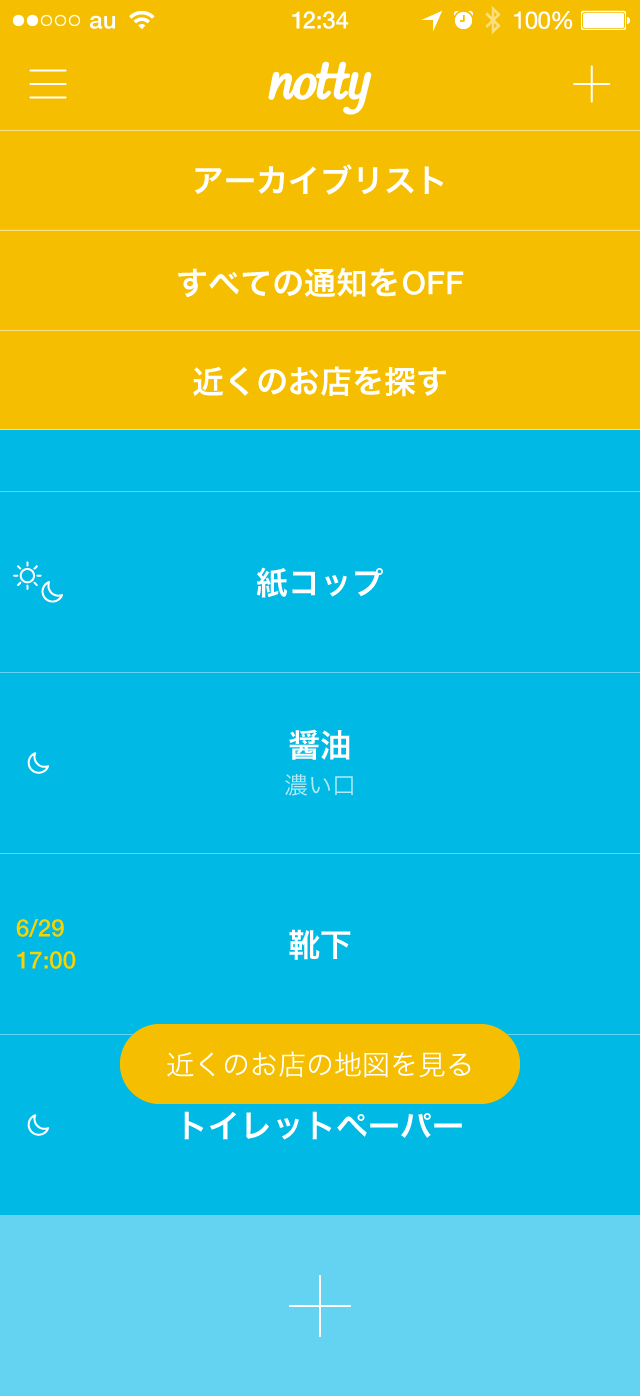 au 12:34 100%
notty
アーカイブリスト
すべての通知をOFF
近くのお店を探す
紙コップ
醤油
濃い口
6/29
17:00
靴下
近くのお店の地図を見る
トイレットペーパー